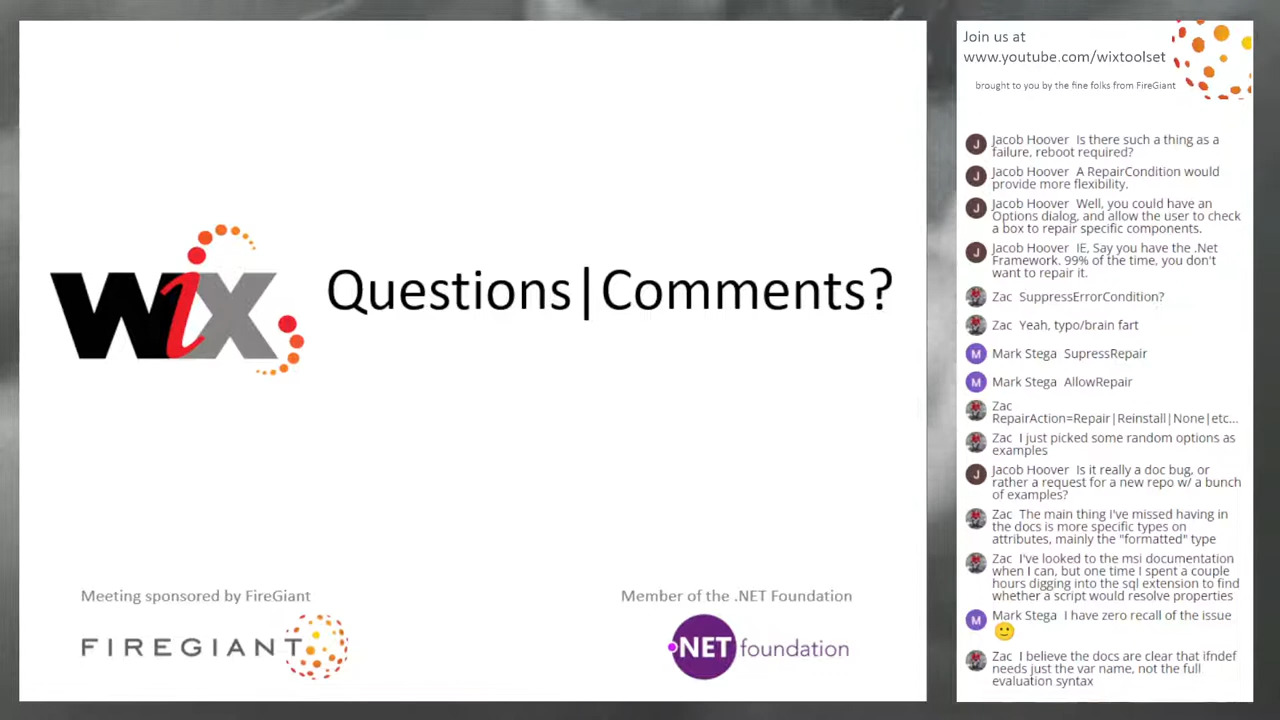 WiX
Questions|Comments?
Meeting sponsored by FireGiant
FIREGIANT
Member of the .NET Foundation
.NET foundation
Join us at
www.youtube.com/wixtoolset
brought to you by the fine folks from FireGiant
J Jacob Hoover Is there such a thing as a
failure, reboot required?
J Jacob Hoover A RepairCondition would
provide more flexibility.
J Jacob Hoover Well, you could have an
Options dialog, and allow the user to check
a box to repair specific components.
J Jacob Hoover IE, Say you have the .Net
Framework. 99% of the time, you don't
want to repair it.
Zac SuppressErrorCondition?
Zac Yeah, typo/brain fart
M Mark Stega SupressRepair
M Mark Stega AllowRepair
Zac
RepairAction=Repair|Reinstall|None|etc...
Zac I just picked some random options as
examples
J Jacob Hoover Is it really a doc bug, or
rather a request for a new repo w/ a bunch
of examples?
Zac The main thing I've missed having in
the docs is more specific types on
attributes, mainly the "formatted" type
Zac I've looked to the msi documentation
when I can, but one time I spent a couple
hours digging into the sql extension to find
whether a script would resolve properties
M Mark Stega I have zero recall of the issue
🙂
Zac I believe the docs are clear that ifndef
needs just the var name, not the full
evaluation syntax